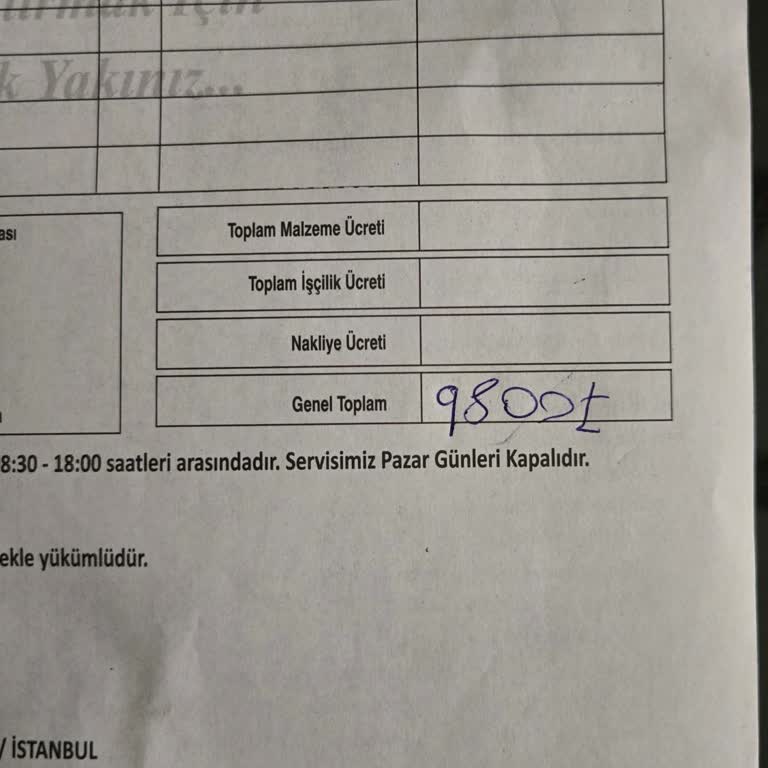 k Yakınız...
ası
Toplam Malzeme Ücreti
Toplam İşçilik Ücreti
Nakliye Ücreti
Genel Toplam 9800₺
8:30 - 18:00 saatleri arasındadır. Servisimiz Pazar Günleri Kapalıdır.
ekle yükümlüdür.
/ İSTANBUL